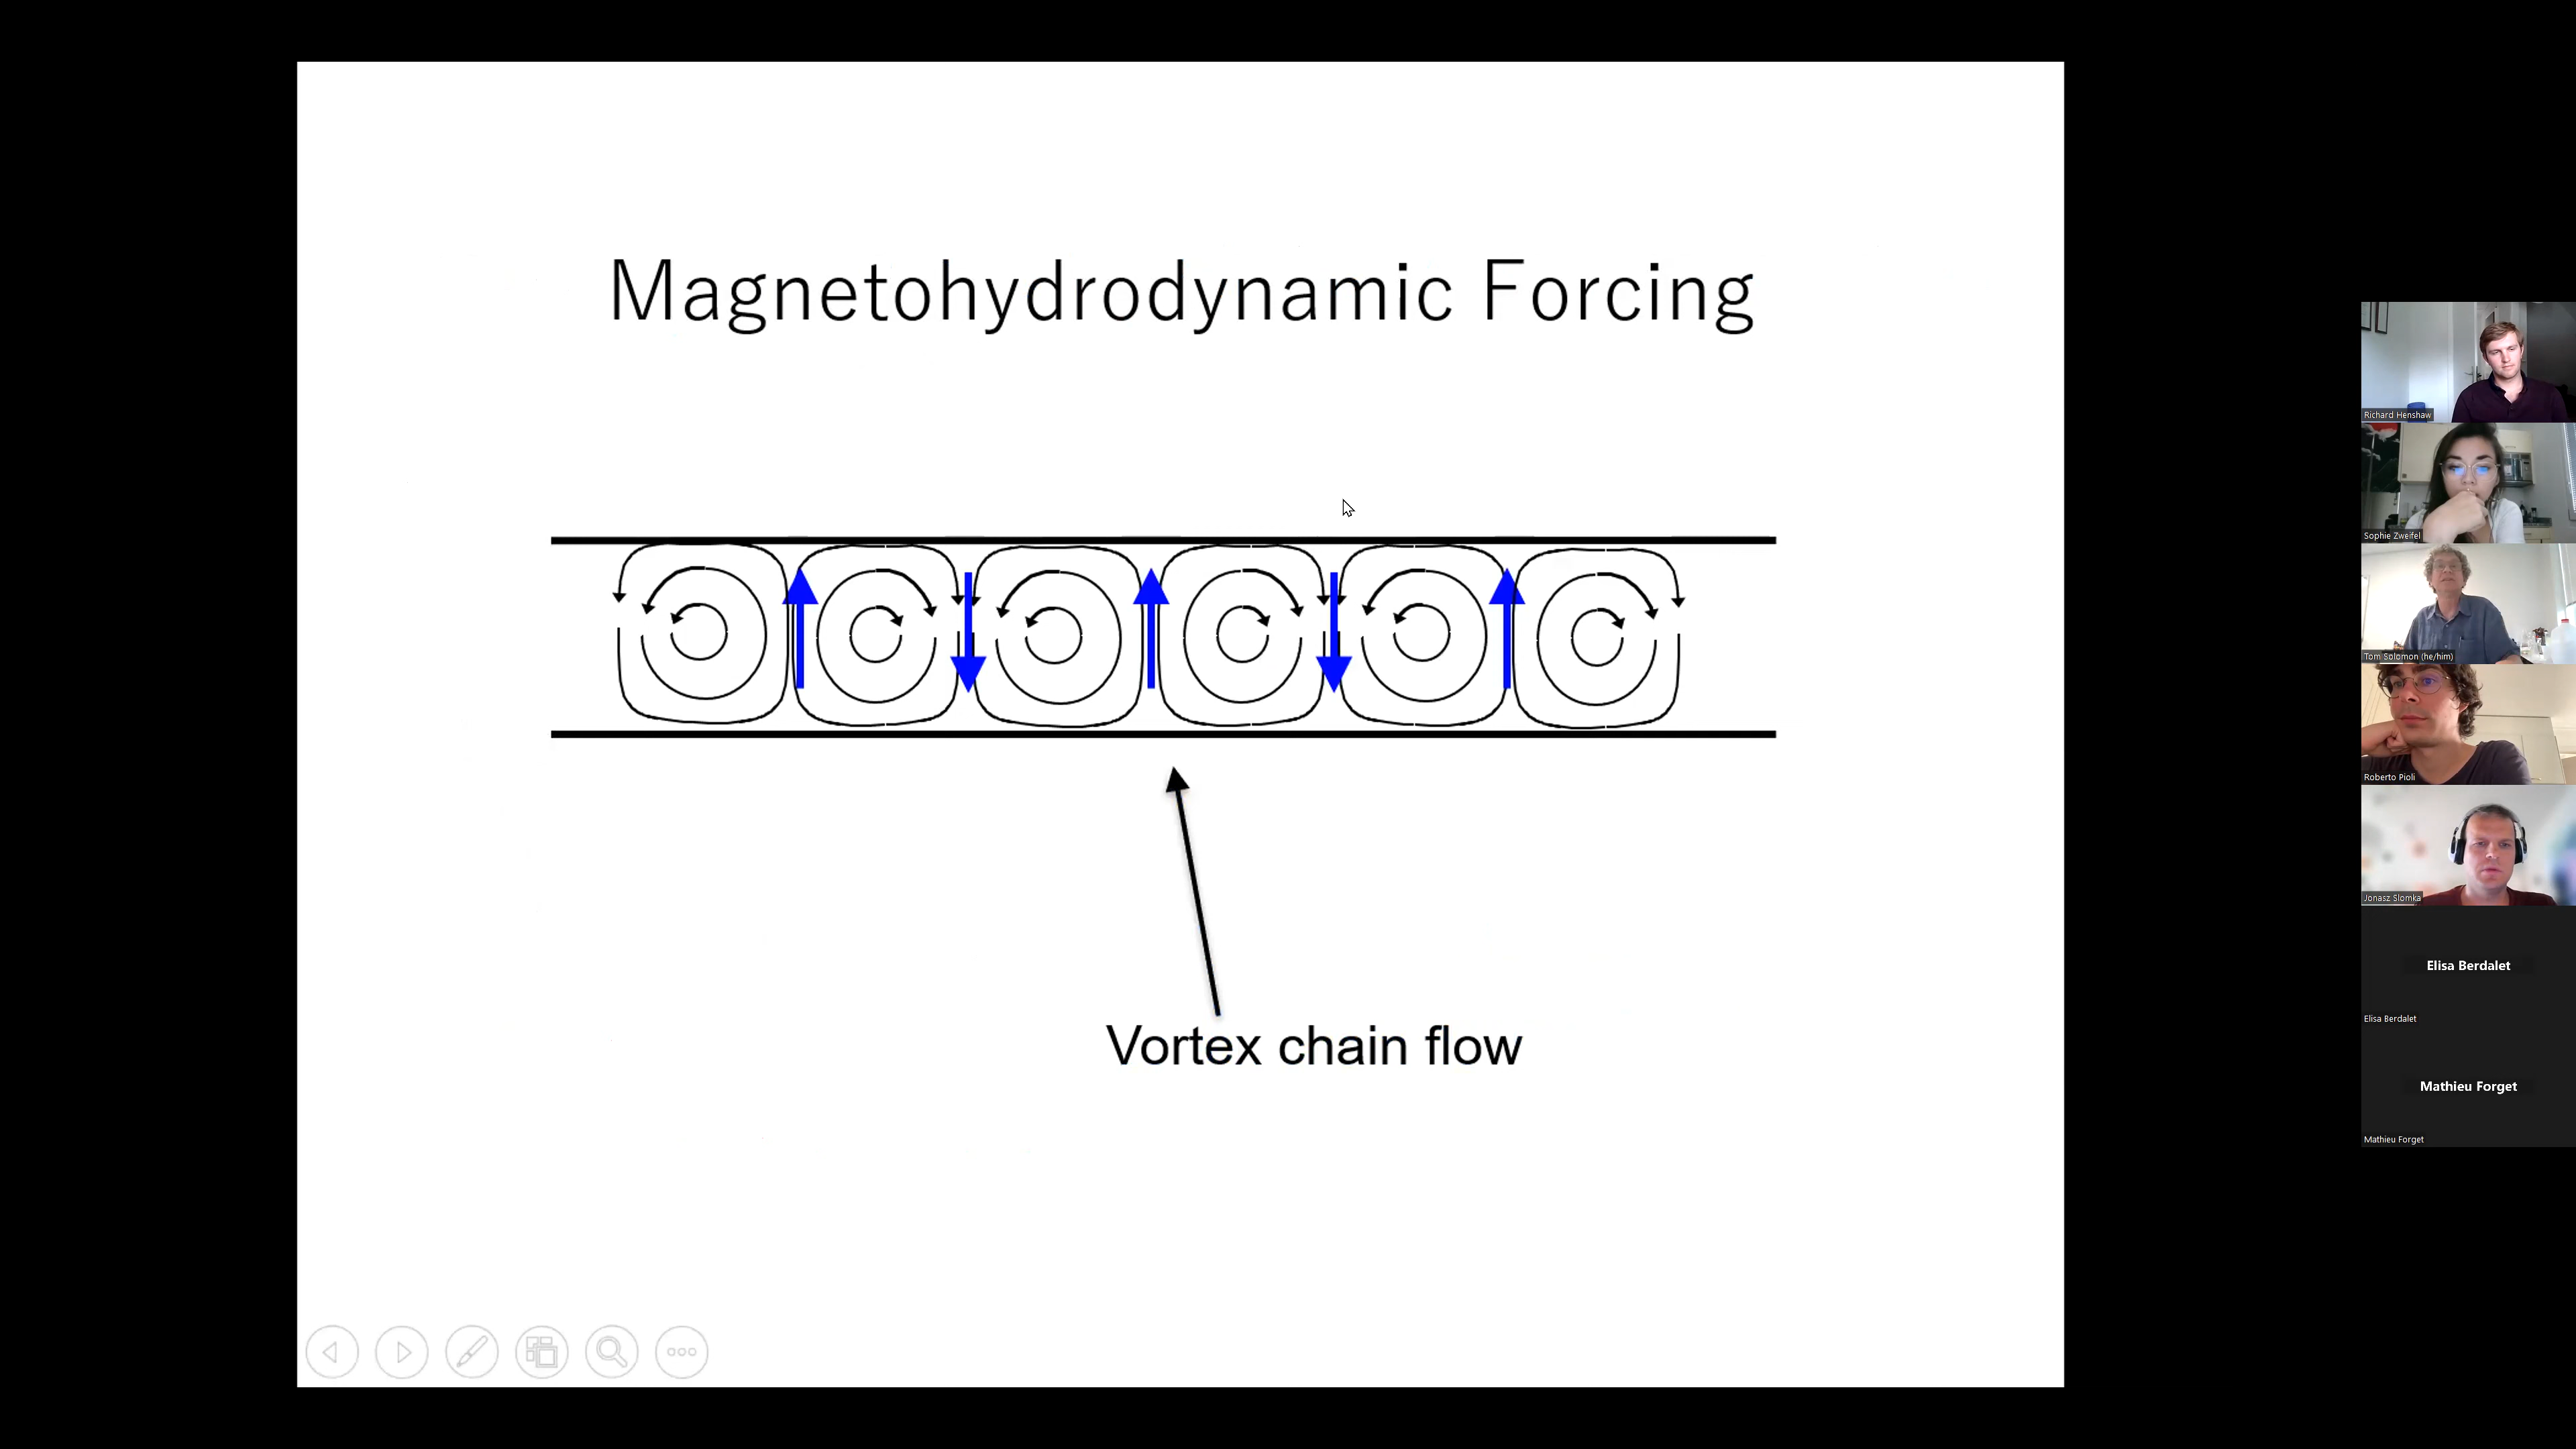 Magnetohydrodynamic Forcing
Vortex chain flow
Richard Henshaw
Sophie Zweifel
Tom Solomon (he/him)
Roberto Pioli
Jonasz Slomka
Elisa Berdalet
Elisa Berdalet
Mathieu Forget
Mathieu Forget